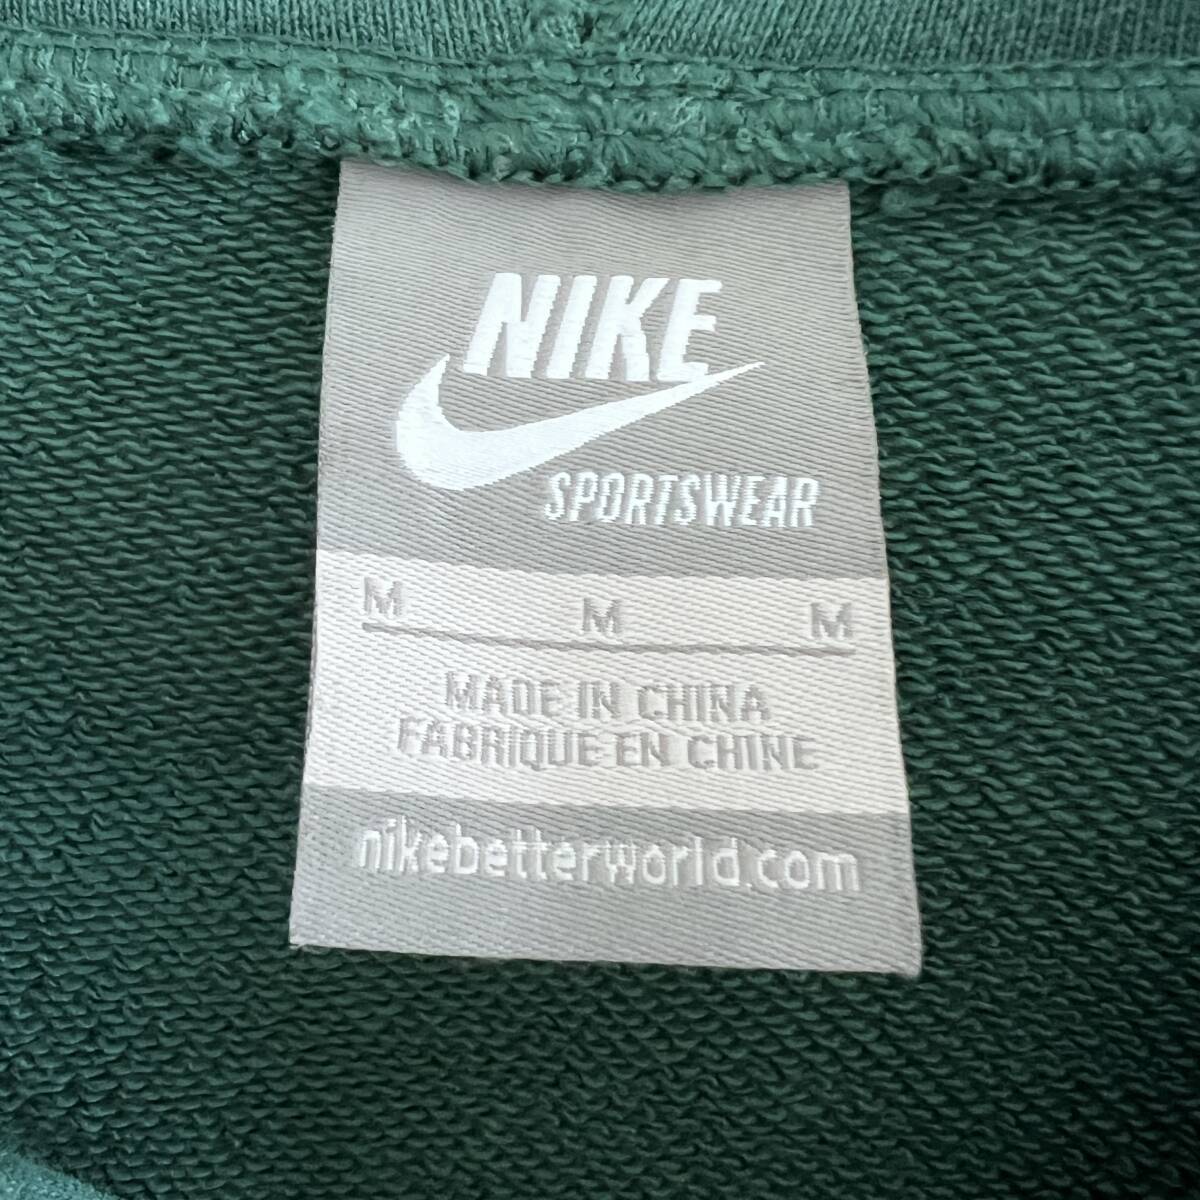 NIKE
SPORTSWEAR
M M M
MADE IN CHINA
FABRIQUE EN CHINE
nikebetterworld.com